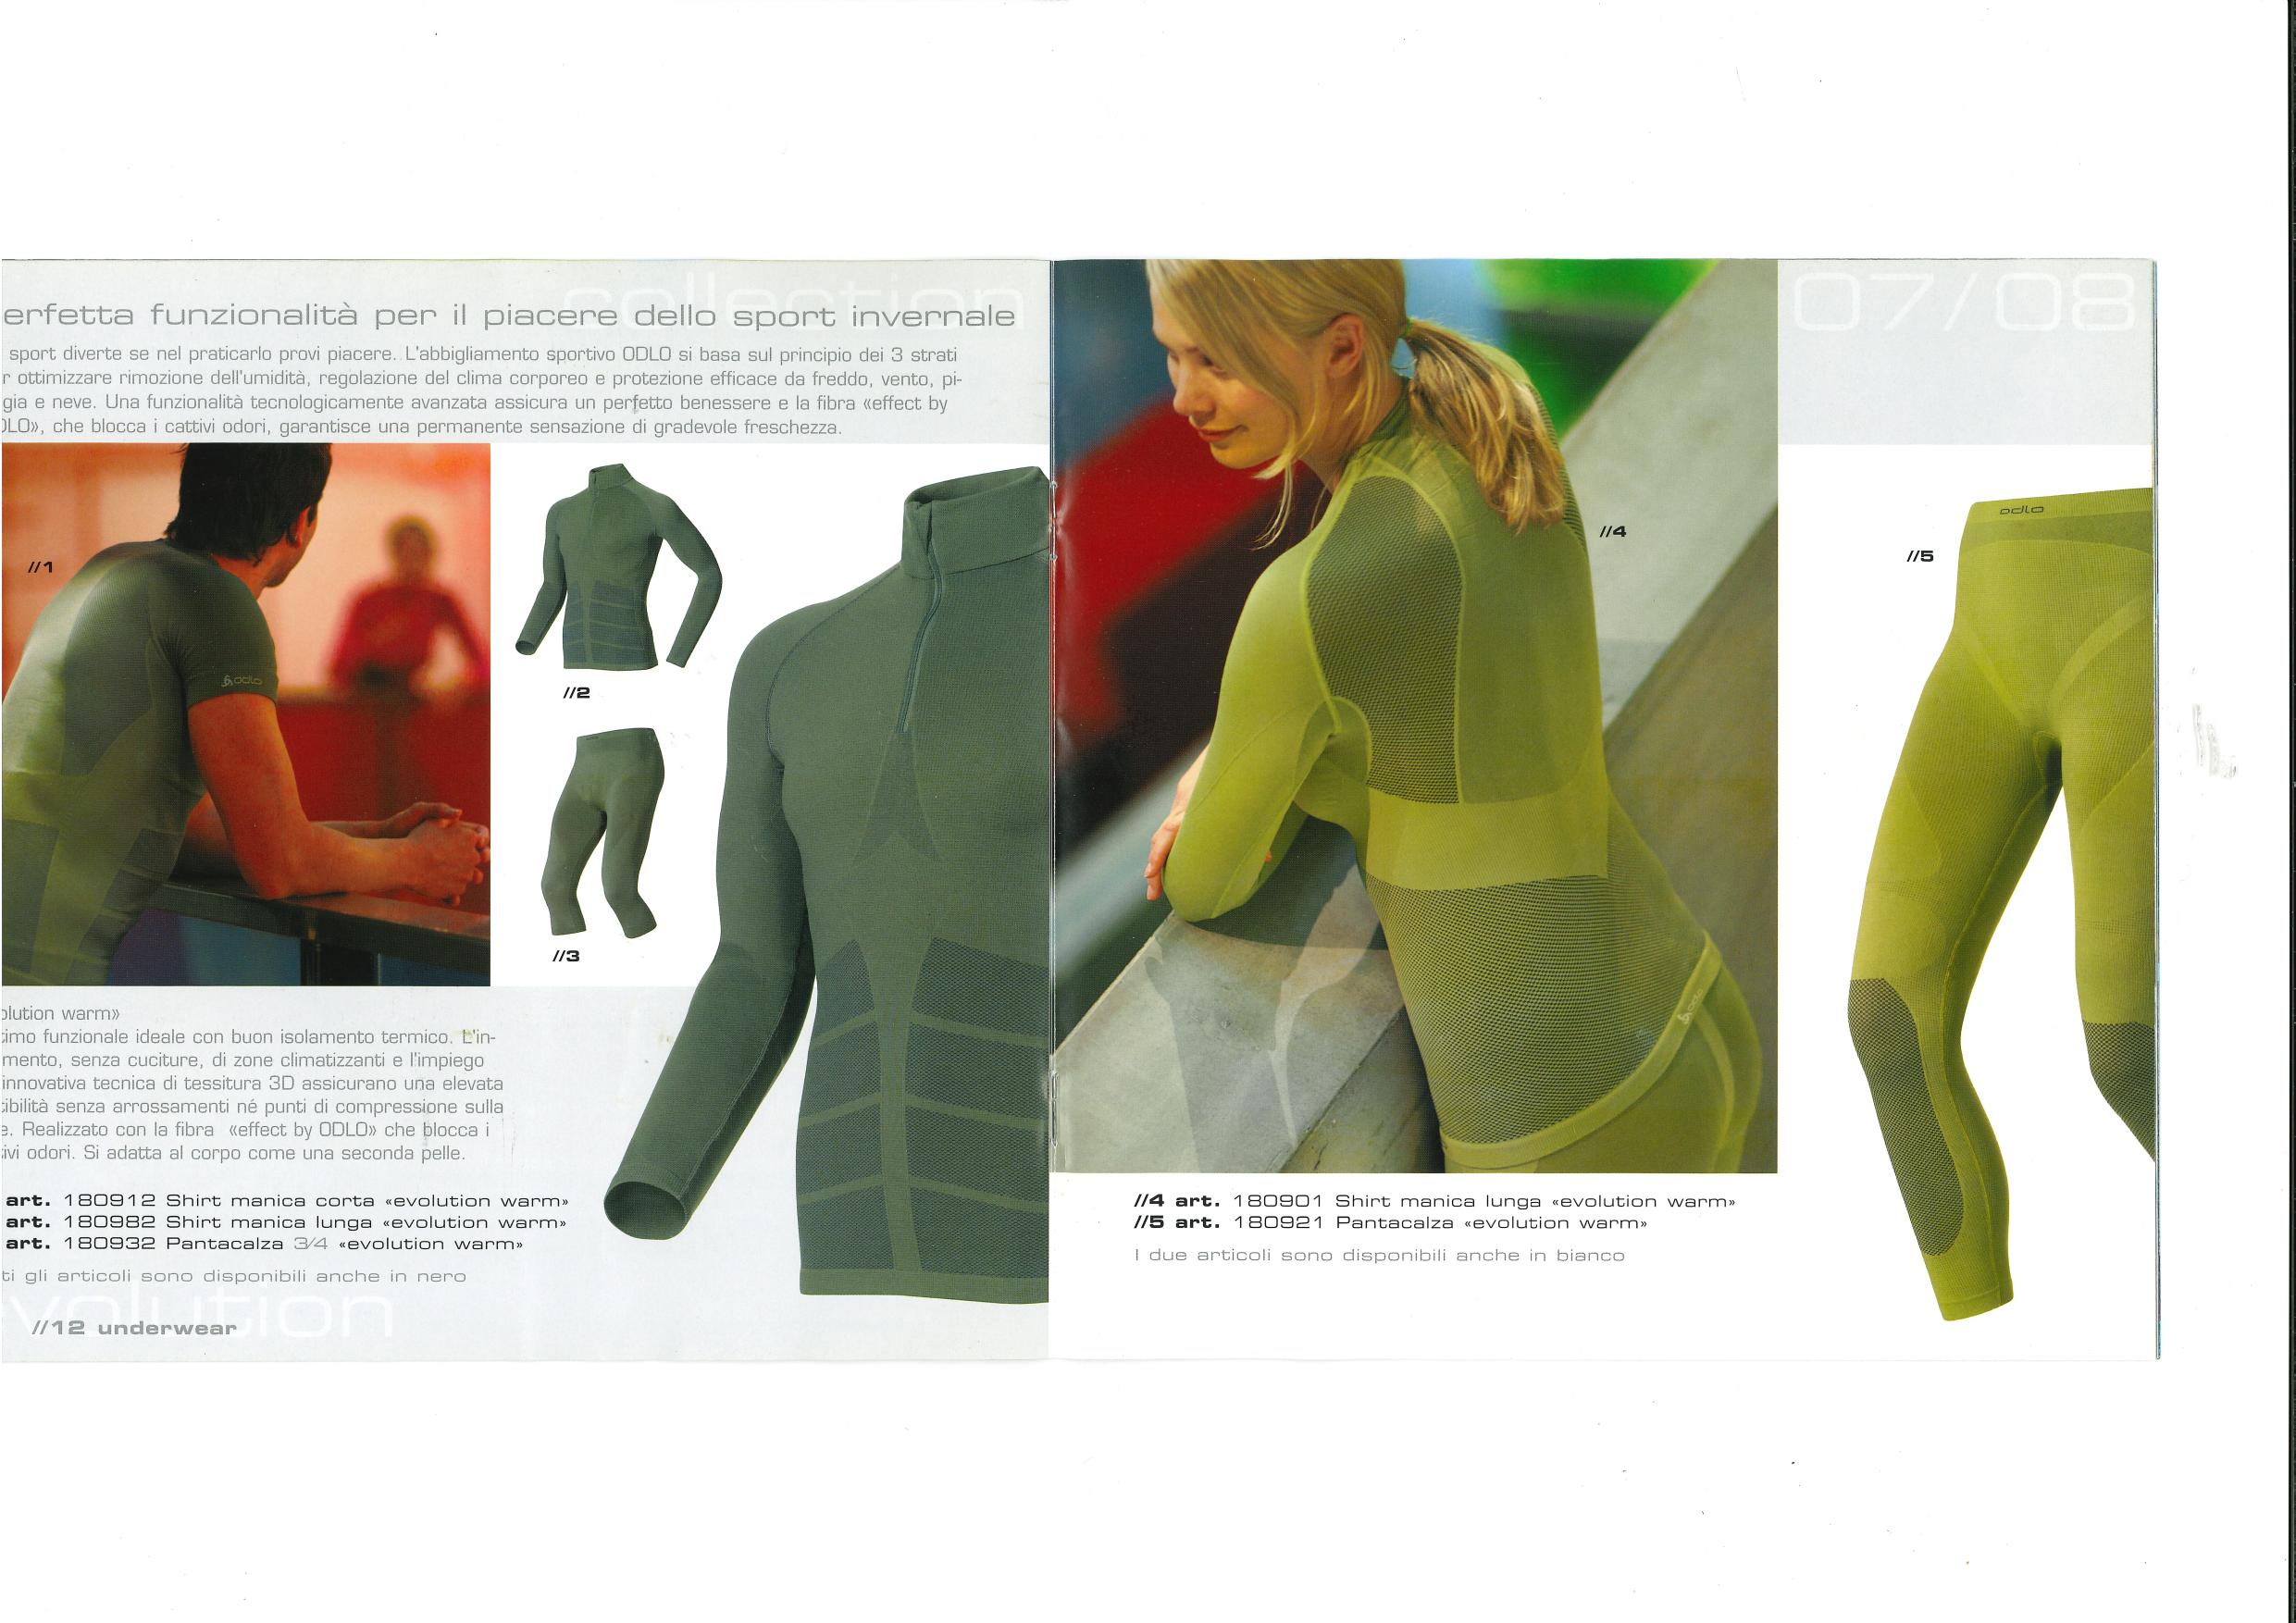 collection
erfetta funzionalità per il piacere dello sport invernale
sport diverte se nel praticarlo provi piacere. L'abbigliamento sportivo ODLO si basa sul principio dei 3 strati
r ottimizzare rimozione dell'umidità, regolazione del clima corporeo e protezione efficace da freddo, vento, pi-
gia e neve. Una funzionalità tecnologicamente avanzata assicura un perfetto benessere e la fibra «effect by
DLO», che blocca i cattivi odori, garantisce una permanente sensazione di gradevole freschezza.
//1
odlo
//2
//3
olution warm»
timo funzionale ideale con buon isolamento termico. L'in-
mento, senza cuciture, di zone climatizzanti e l'impiego
innovativa tecnica di tessitura 3D assicurano una elevata
tibilità senza arrossamenti né punti di compressione sulla
e. Realizzato con la fibra «effect by ODLO» che blocca i
ivi odori. Si adatta al corpo come una seconda pelle.
art. 180912 Shirt manica corta «evolution warm»
art. 180982 Shirt manica lunga «evolution warm»
art. 180932 Pantacalza 3/4 «evolution warm»
ti gli articoli sono disponibili anche in nero
evolution
//12 underwear
07/08
//4
odlo
//5
odlo
//4 art. 180901 Shirt manica lunga «evolution warm»
//5 art. 180921 Pantacalza «evolution warm»
I due articoli sono disponibili anche in bianco